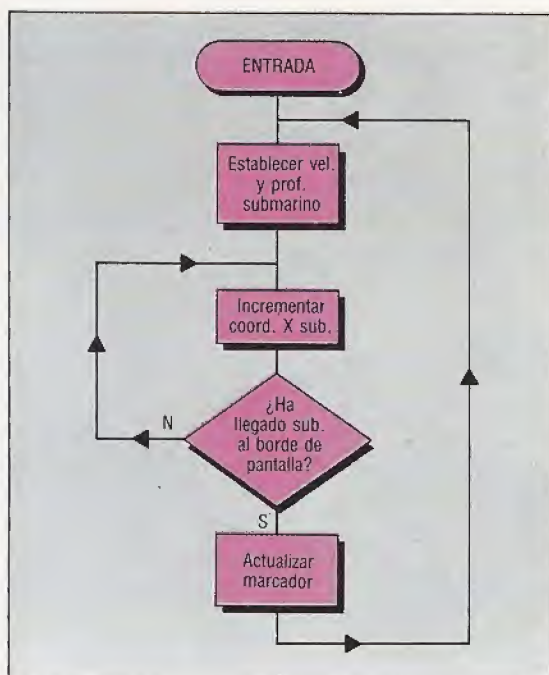 ENTRADA
Establecer vel.
y prof.
submarino
Incrementar
coord. X sub.
¿Ha
llegado sub.
al borde de
pantalla?
N
S
Actualizar
marcador